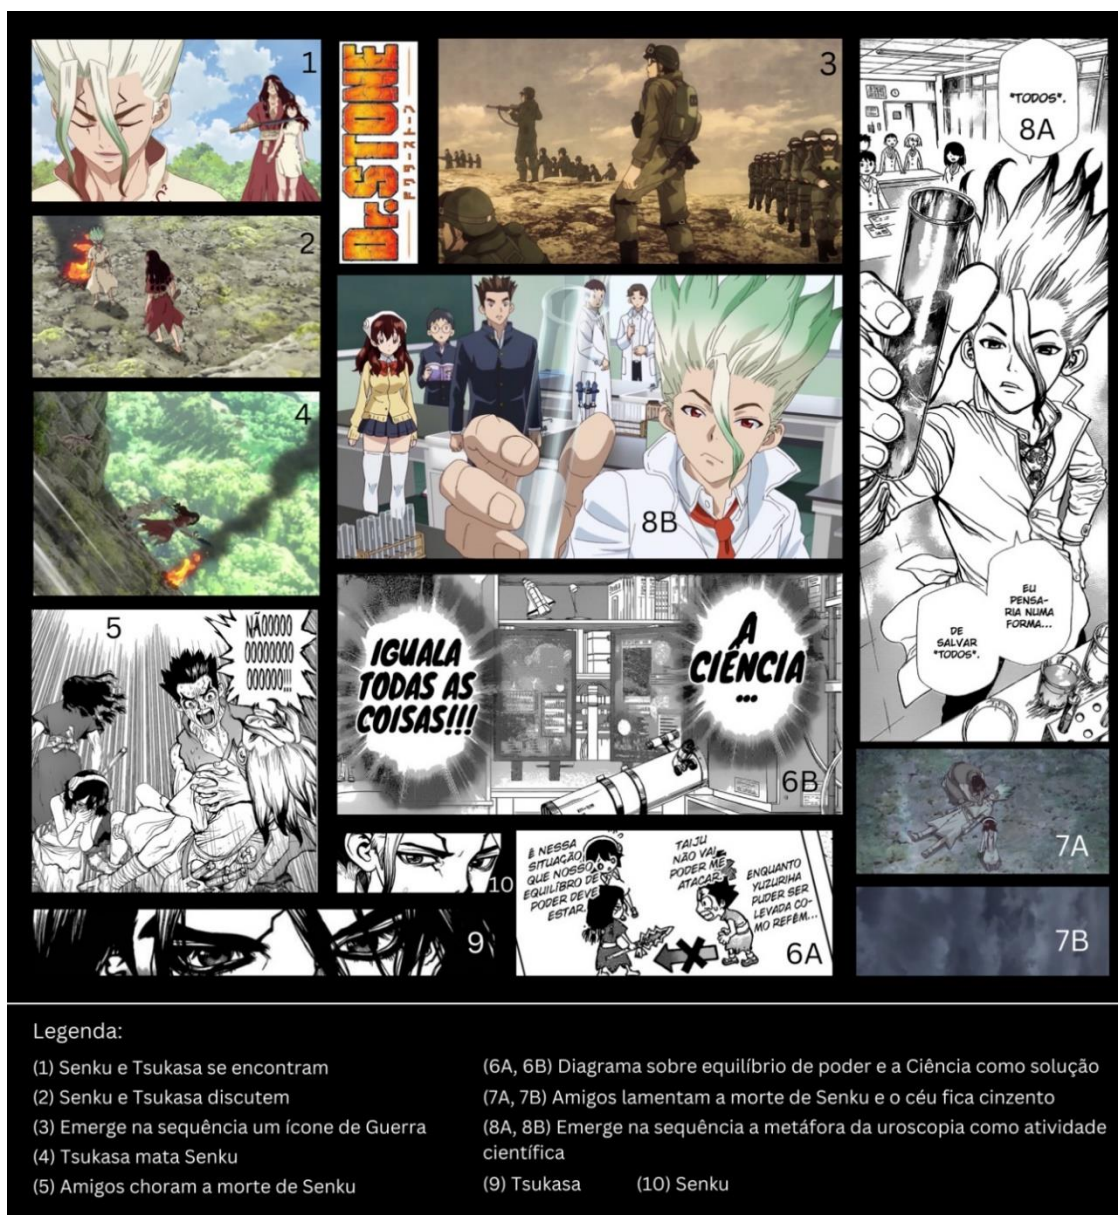 1
Dr.STONE
ドクターストーン
3
*TODOS*.
8A
2
4
8B
EU
PENSA-
RIA NUMA
FORMA...
DE
SALVAR
*TODOS*.
5
NÃOOOOO
OOOOOOOO
OOOOOO!!!
A
CIÊNCIA
...
IGUALA
TODAS AS
COISAS!!!
6B
7A
10
9
É NESSA
SITUAÇÃO
QUE NOSSO
EQUILÍBRO DE
PODER DEVE
ESTAR.
TAIJU
NÃO VAI
PODER ME
ATACAR.
ENQUANTO
YUZURIHA
PUDER SER
LEVADA CO-
MO REFÉM...
6A
7B
Legenda:
(1) Senku e Tsukasa se encontram
(2) Senku e Tsukasa discutem
(3) Emerge na sequência um ícone de Guerra
(4) Tsukasa mata Senku
(5) Amigos choram a morte de Senku
(6A, 6B) Diagrama sobre equilíbrio de poder e a Ciência como solução
(7A, 7B) Amigos lamentam a morte de Senku e o céu fica cinzento
(8A, 8B) Emerge na sequência a metáfora da uroscopia como atividade
científica
(9) Tsukasa (10) Senku